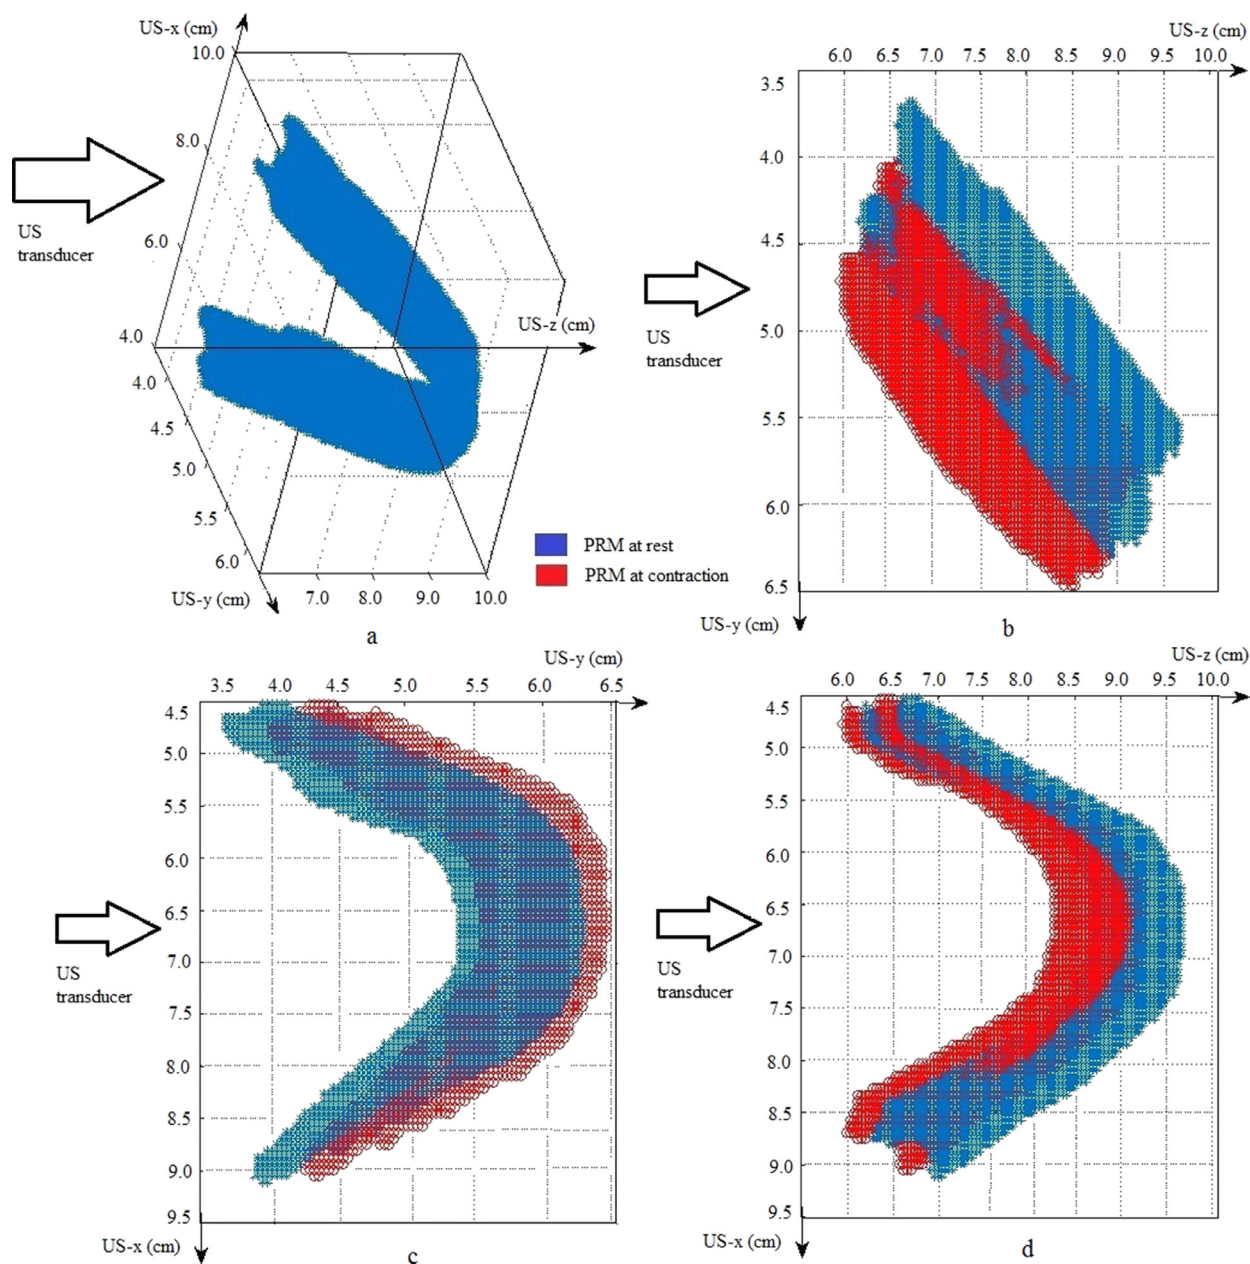 US-x (cm)
10.0
8.0
6.0
4.0
US
transducer
US-z (cm)
4.0
4.5
5.0
5.5
6.0
US-y (cm)
7.0 8.0 9.0 10.0
PRM at rest
PRM at contraction
a
US-z (cm)
6.0 6.5 7.0 7.5 8.0 8.5 9.0 9.5 10.0
3.5
4.0
4.5
5.0
5.5
6.0
6.5
US
transducer
US-y (cm)
b
US-y (cm)
3.5 4.0 4.5 5.0 5.5 6.0 6.5
4.5
5.0
5.5
6.0
6.5
7.0
7.5
8.0
8.5
9.0
9.5
US
transducer
US-x (cm)
c
US-z (cm)
6.0 6.5 7.0 7.5 8.0 8.5 9.0 9.5 10.0
4.5
5.0
5.5
6.0
6.5
7.0
7.5
8.0
8.5
9.0
9.5
US
transducer
US-x (cm)
d